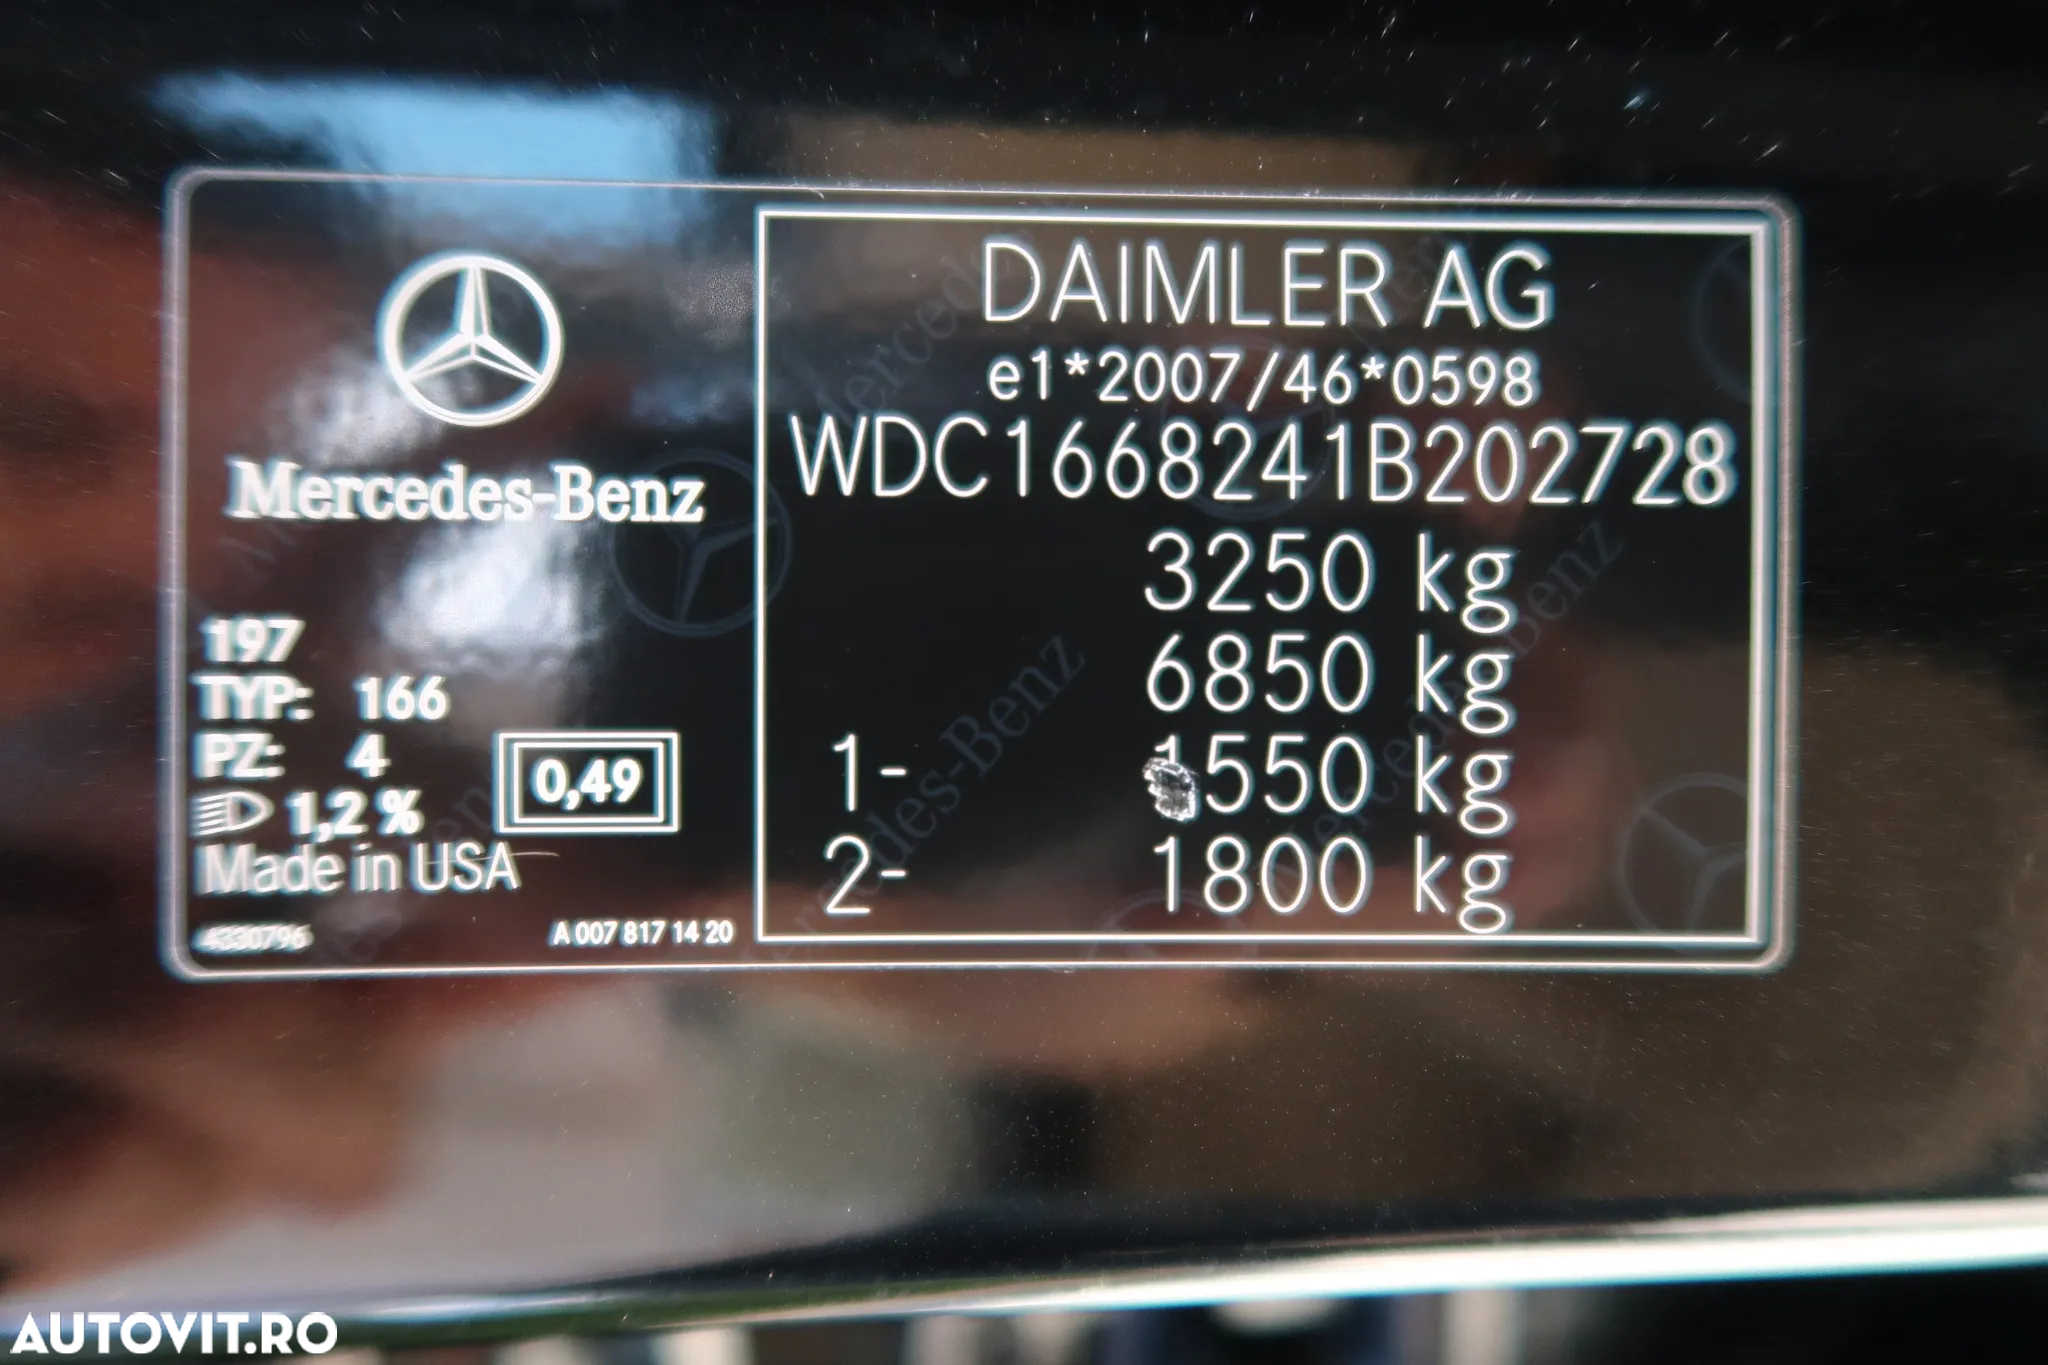 Mercedes-Benz
197
TYP: 166
PZ: 4
1,2 %
0,49
Made in USA
4330796
A 007 817 14 20
DAIMLER AG
e1*2007/46*0598
WDC1668241B202728
3250 kg
6850 kg
1- 1550 kg
2- 1800 kg
AUTOVIT.RO